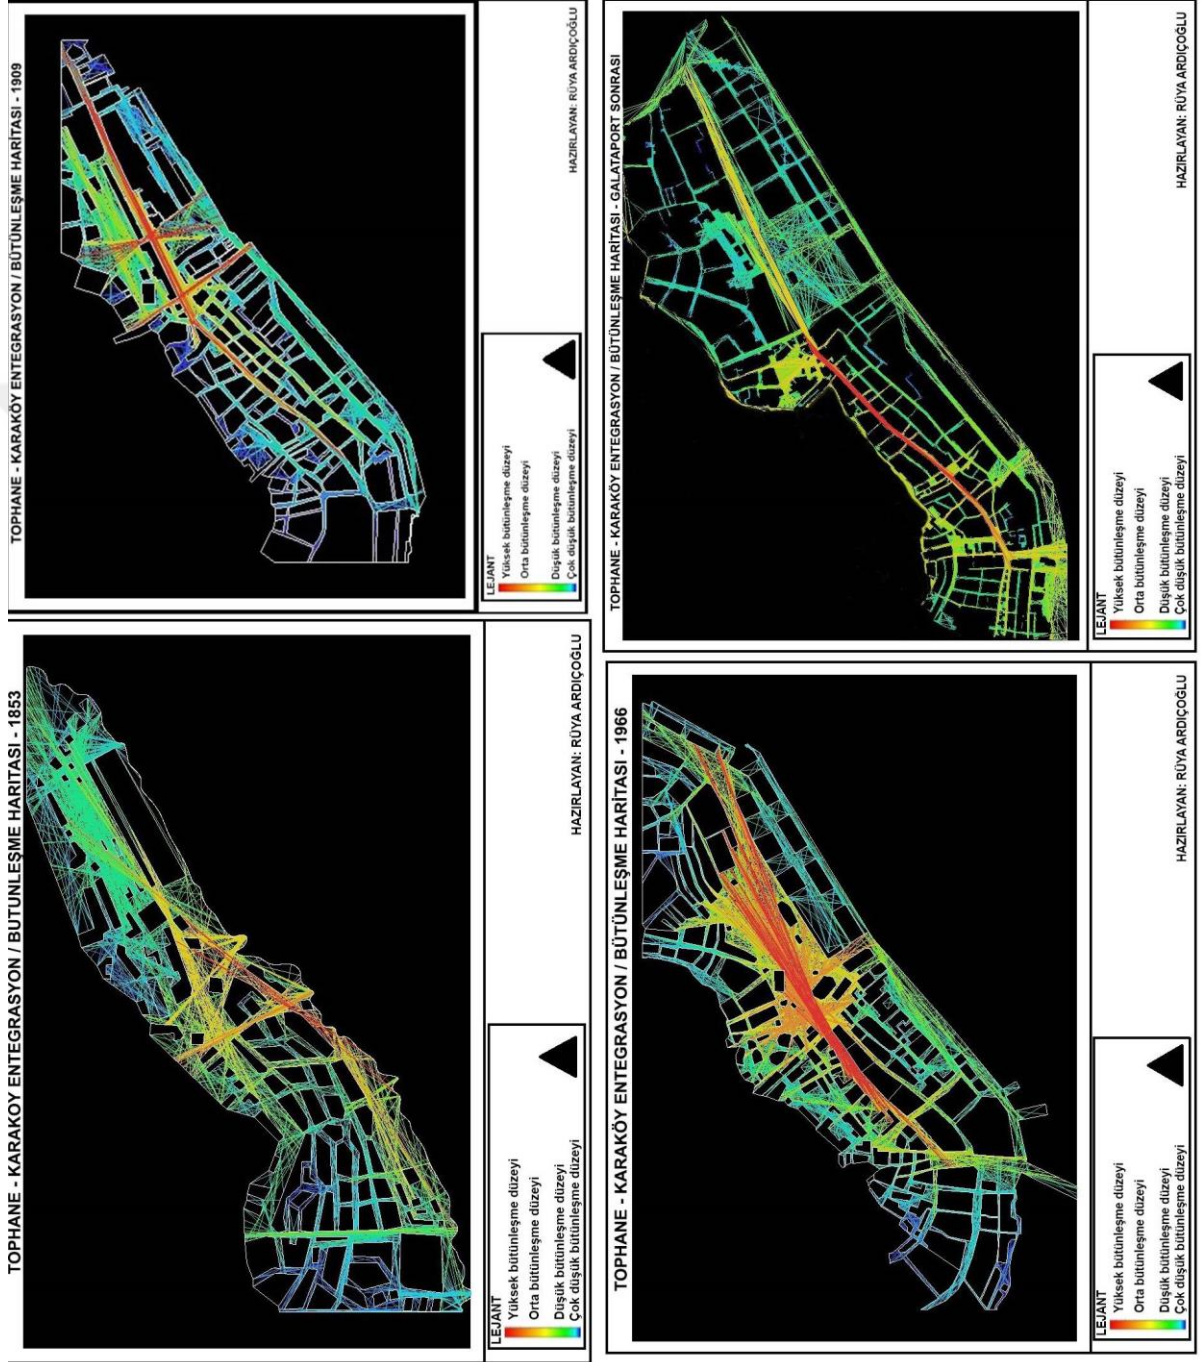 TOPHANE - KARAKÖY ENTEGRASYON / BÜTÜNLEŞME HARİTASI - 1853
LEJANT
Yüksek bütünleşme düzeyi
Orta bütünleşme düzeyi
Düşük bütünleşme düzeyi
Çok düşük bütünleşme düzeyi
HAZIRLAYAN: RÜYA ARDIÇOĞLU
TOPHANE - KARAKÖY ENTEGRASYON / BÜTÜNLEŞME HARİTASI - 1909
LEJANT
Yüksek bütünleşme düzeyi
Orta bütünleşme düzeyi
Düşük bütünleşme düzeyi
Çok düşük bütünleşme düzeyi
HAZIRLAYAN: RÜYA ARDIÇOĞLU
TOPHANE - KARAKÖY ENTEGRASYON / BÜTÜNLEŞME HARİTASI - 1966
LEJANT
Yüksek bütünleşme düzeyi
Orta bütünleşme düzeyi
Düşük bütünleşme düzeyi
Çok düşük bütünleşme düzeyi
HAZIRLAYAN: RÜYA ARDIÇOĞLU
TOPHANE - KARAKÖY ENTEGRASYON / BÜTÜNLEŞME HARİTASI - GALATAPORT SONRASI
LEJANT
Yüksek bütünleşme düzeyi
Orta bütünleşme düzeyi
Düşük bütünleşme düzeyi
Çok düşük bütünleşme düzeyi
HAZIRLAYAN: RÜYA ARDIÇOĞLU